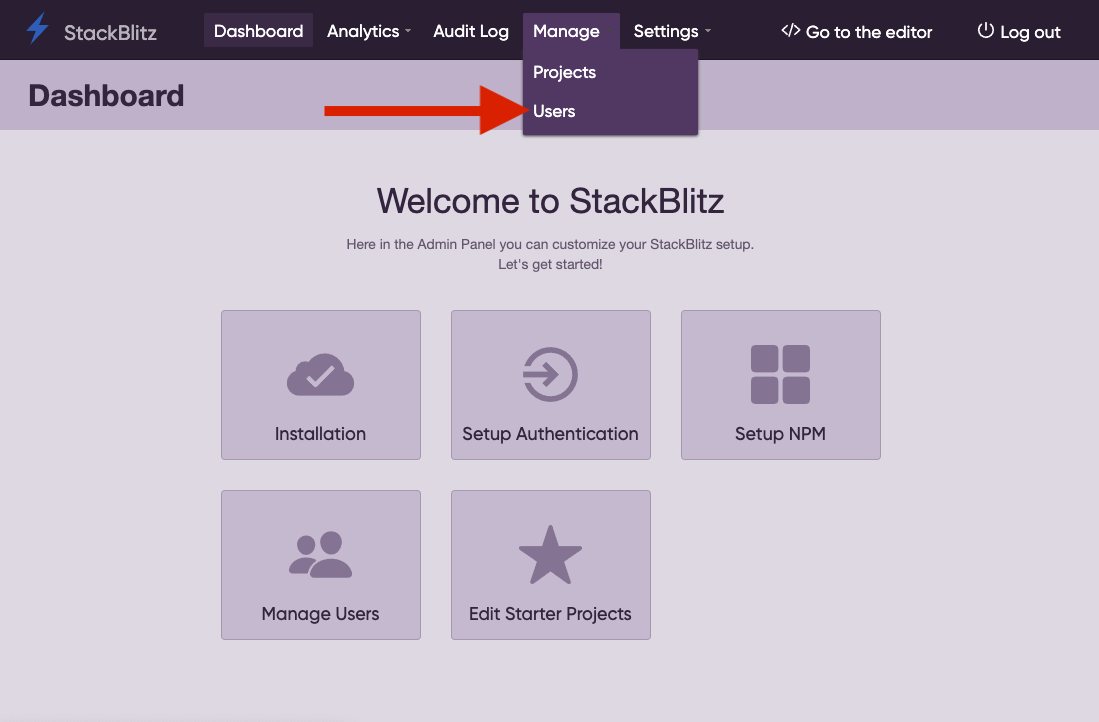 StackBlitz
Dashboard Analytics Audit Log Manage Settings
Go to the editor
Log out
Projects
Users
Dashboard
Welcome to StackBlitz
Here in the Admin Panel you can customize your StackBlitz setup.
Let's get started!
Installation
Setup Authentication
Setup NPM
Manage Users
Edit Starter Projects